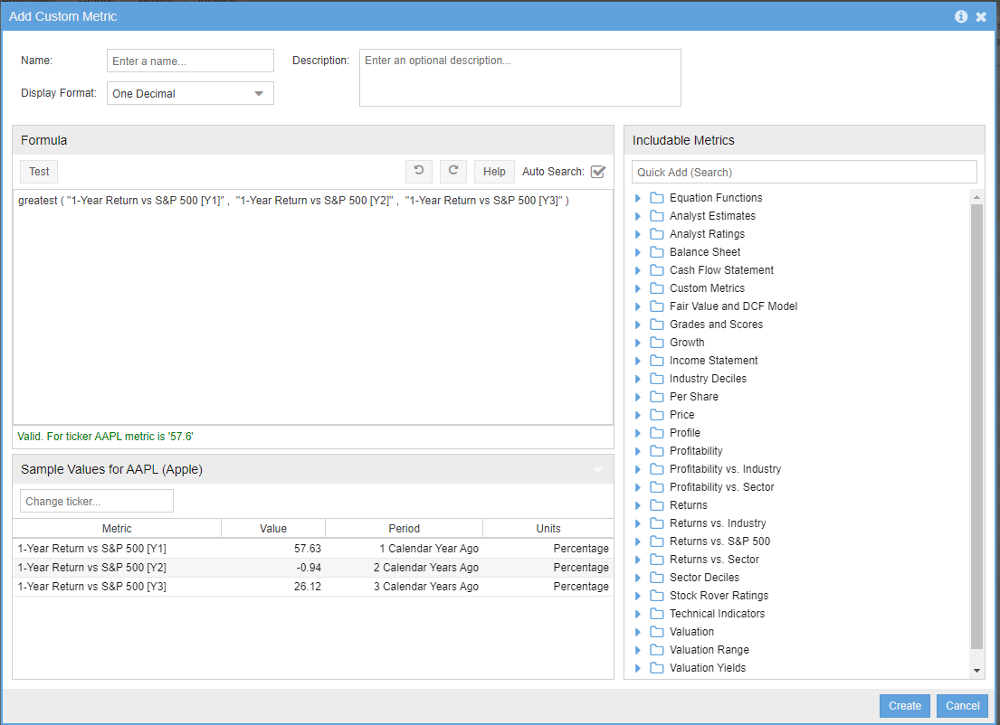 Add Custom Metric
Name:
Enter a name...
Description:
Enter an optional description...
Display Format:
One Decimal
Formula
Test
Help
Auto Search:
greatest ( "1-Year Return vs S&P 500 [Y1]" , "1-Year Return vs S&P 500 [Y2]" , "1-Year Return vs S&P 500 [Y3]" )
Valid. For ticker AAPL metric is '57.6'
Sample Values for AAPL (Apple)
Change ticker...
Metric Value Period Units
1-Year Return vs S&P 500 [Y1] 57.63 1 Calendar Year Ago Percentage
1-Year Return vs S&P 500 [Y2] -0.94 2 Calendar Years Ago Percentage
1-Year Return vs S&P 500 [Y3] 26.12 3 Calendar Years Ago Percentage
Includable Metrics
Quick Add (Search)
Equation Functions
Analyst Estimates
Analyst Ratings
Balance Sheet
Cash Flow Statement
Custom Metrics
Fair Value and DCF Model
Grades and Scores
Growth
Income Statement
Industry Deciles
Per Share
Price
Profile
Profitability
Profitability vs. Industry
Profitability vs. Sector
Returns
Returns vs. Industry
Returns vs. S&P 500
Returns vs. Sector
Sector Deciles
Stock Rover Ratings
Technical Indicators
Valuation
Valuation Range
Valuation Yields
Create
Cancel